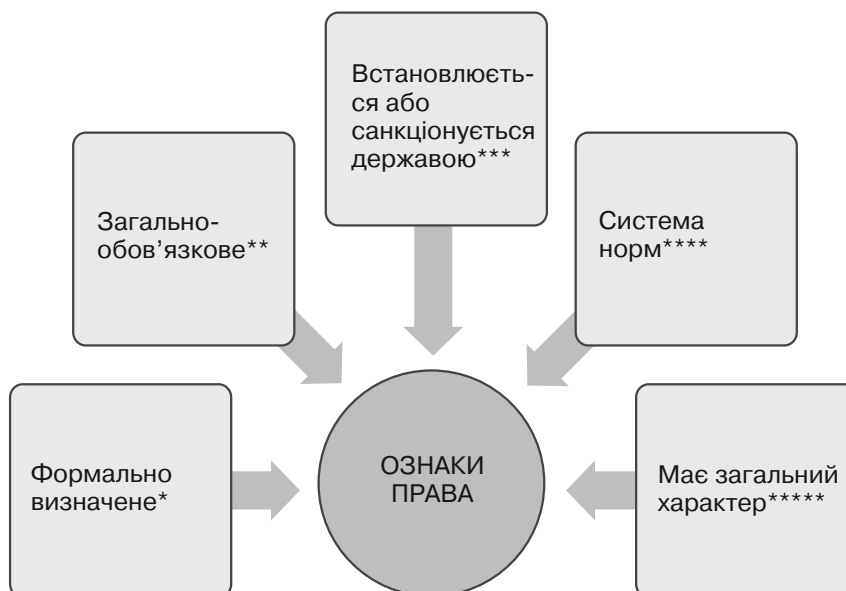 Встановлюєть-
ся або
санкціонується
державою***
Загально-
обов’язкове**
Система
норм****
Формально
визначене*
ОЗНАКИ
ПРАВА
Має загальний
характер*****